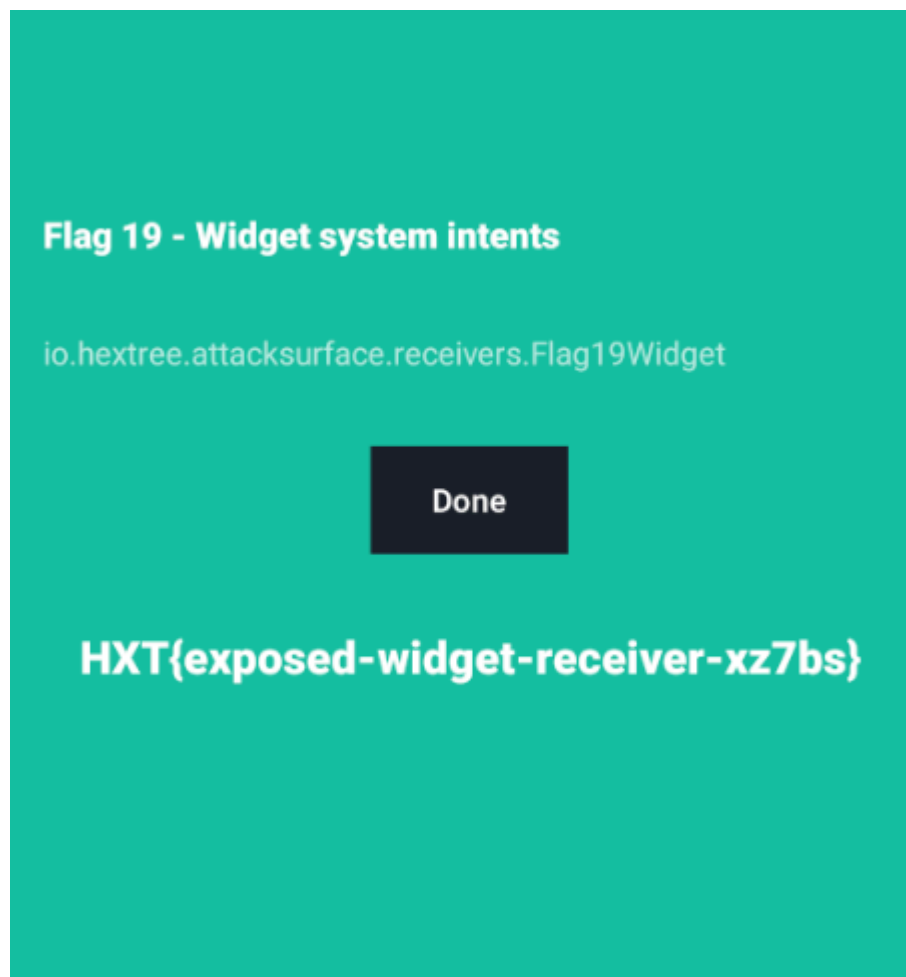 Flag 19 - Widget system intents
io.hextree.attacksurface.receivers.Flag19Widget
Done
HXT{exposed-widget-receiver-xz7bs}